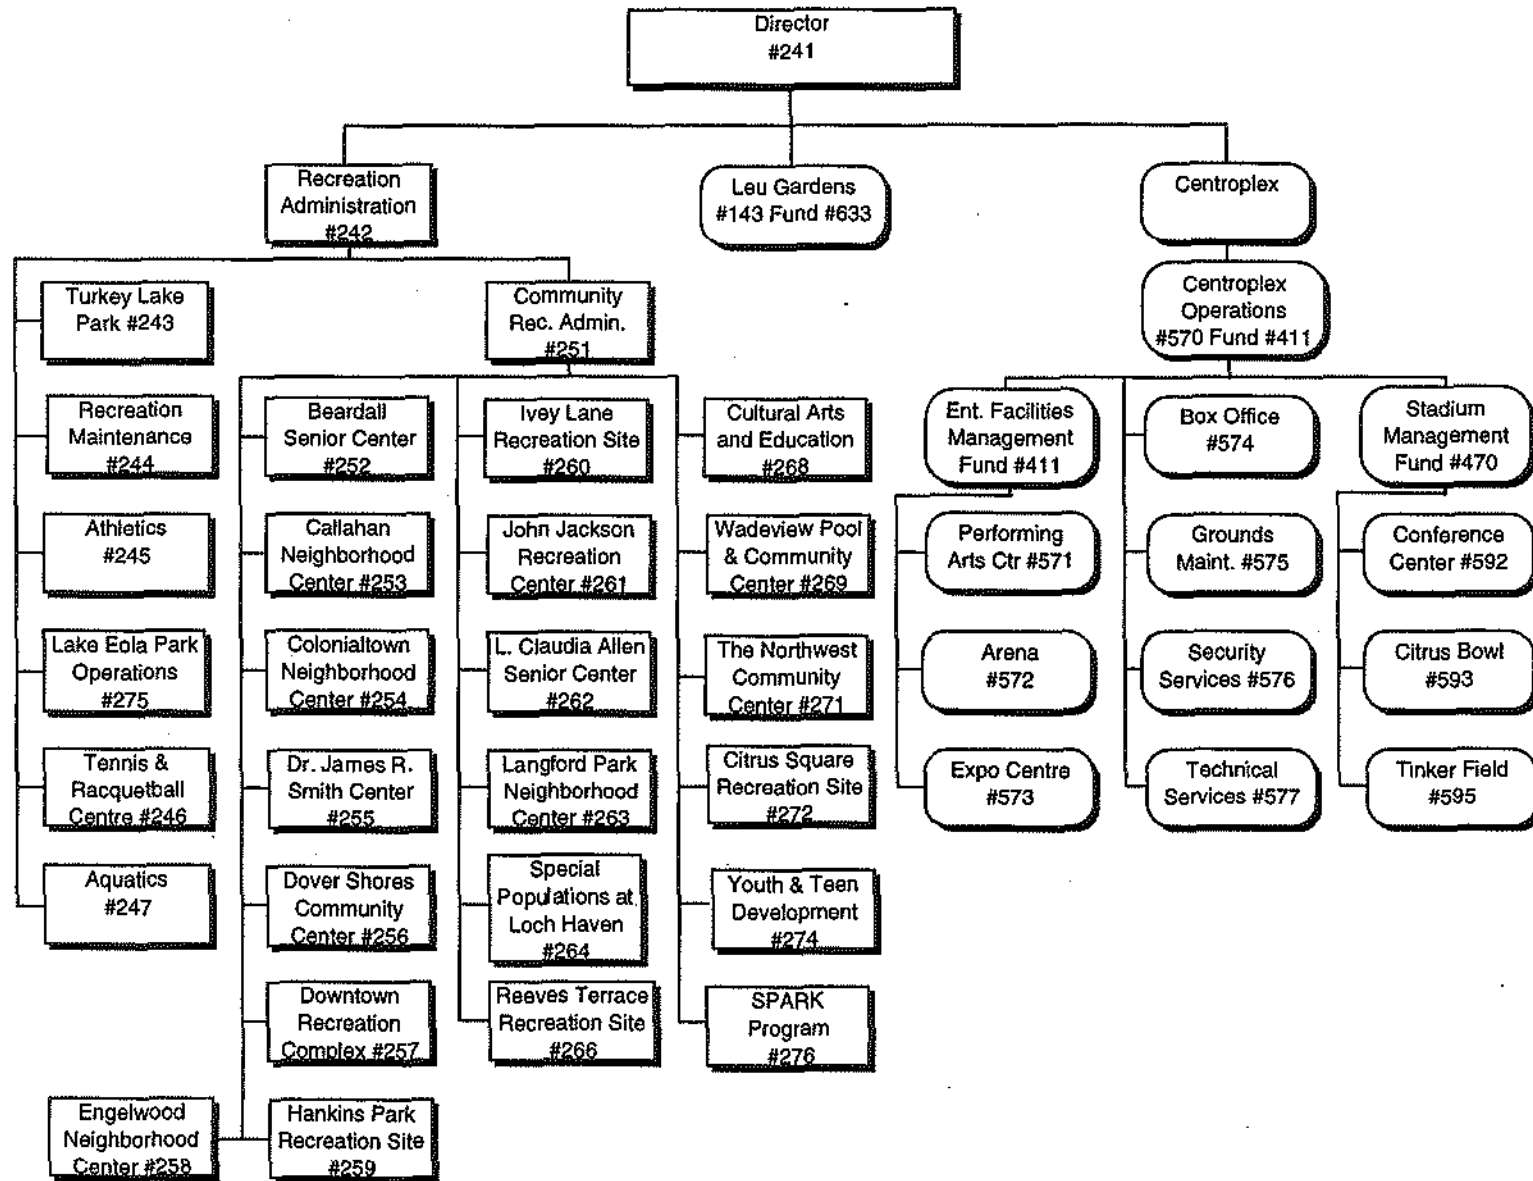 Director
#241
Recreation
Administration
#242
Leu Gardens
#143 Fund #633
Centroplex
Centroplex
Operations
#570 Fund #411
Turkey Lake
Park #243
Community
Rec. Admin.
#251
Recreation
Maintenance
#244
Beardall
Senior Center
#252
Ivey Lane
Recreation Site
#260
Cultural Arts
and Education
#268
Ent. Facilities
Management
Fund #411
Box Office
#574
Stadium
Management
Fund #470
Athletics
#245
Callahan
Neighborhood
Center #253
John Jackson
Recreation
Center #261
Wadeview Pool
& Community
Center #269
Performing
Arts Ctr #571
Grounds
Maint. #575
Conference
Center #592
Lake Eola Park
Operations
#275
Colonialtown
Neighborhood
Center #254
L. Claudia Allen
Senior Center
#262
The Northwest
Community
Center #271
Arena
#572
Security
Services #576
Citrus Bowl
#593
Tennis &
Racquetball
Centre #246
Dr. James R.
Smith Center
#255
Langford Park
Neighborhood
Center #263
Citrus Square
Recreation Site
#272
Expo Centre
#573
Technical
Services #577
Tinker Field
#595
Aquatics
#247
Dover Shores
Community
Center #256
Special
Populations at
Loch Haven
#264
Youth & Teen
Development
#274
Downtown
Recreation
Complex #257
Reeves Terrace
Recreation Site
#266
SPARK
Program
#276
Engelwood
Neighborhood
Center #258
Hankins Park
Recreation Site
#259